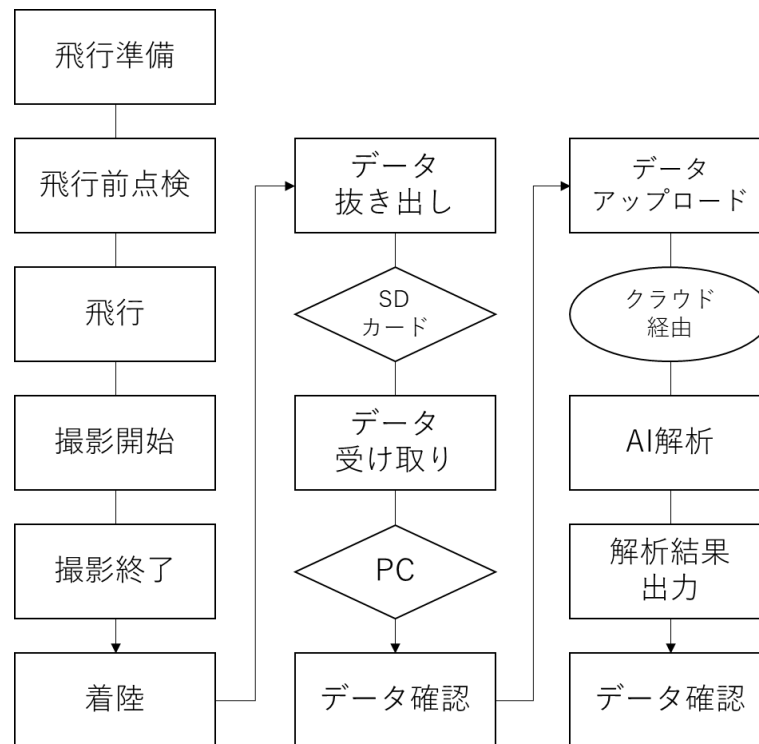 飛行準備
飛行前点検
飛行
撮影開始
撮影終了
着陸
データ
抜き出し
SD
カード
データ
受け取り
PC
データ確認
データ
アップロード
クラウド
経由
AI解析
解析結果
出力
データ確認